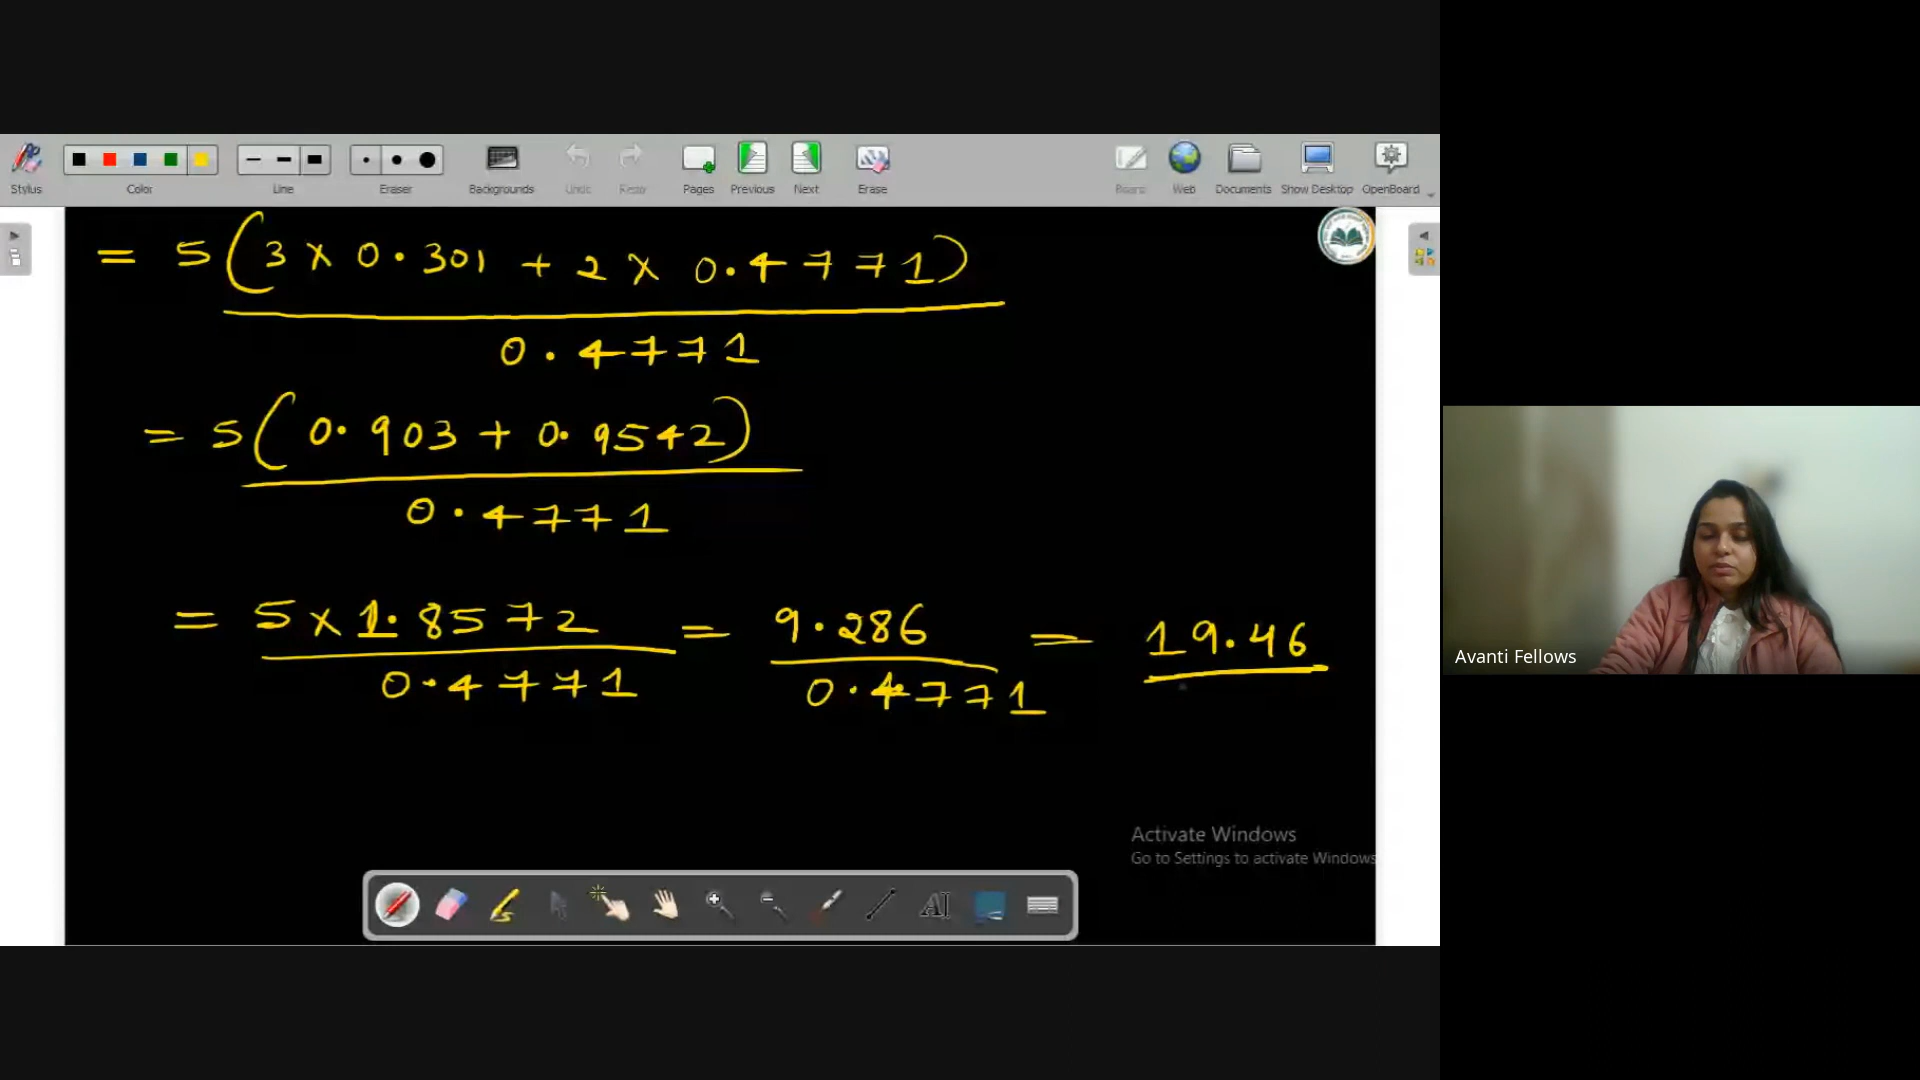 Stylus Color Line Eraser Backgrounds Undo Redo Pages Previous Next Erase Board Web Documents Show Desktop OpenBoard
= 5(3 x 0.301 + 2 x 0.4771)
0.4771
= 5(0.903 + 0.9542)
0.4771
= 5 x 1.8572 = 9.286 = 19.46
0.4771 0.4771
Avanti Fellows
Activate Windows
Go to Settings to activate Windows
AI